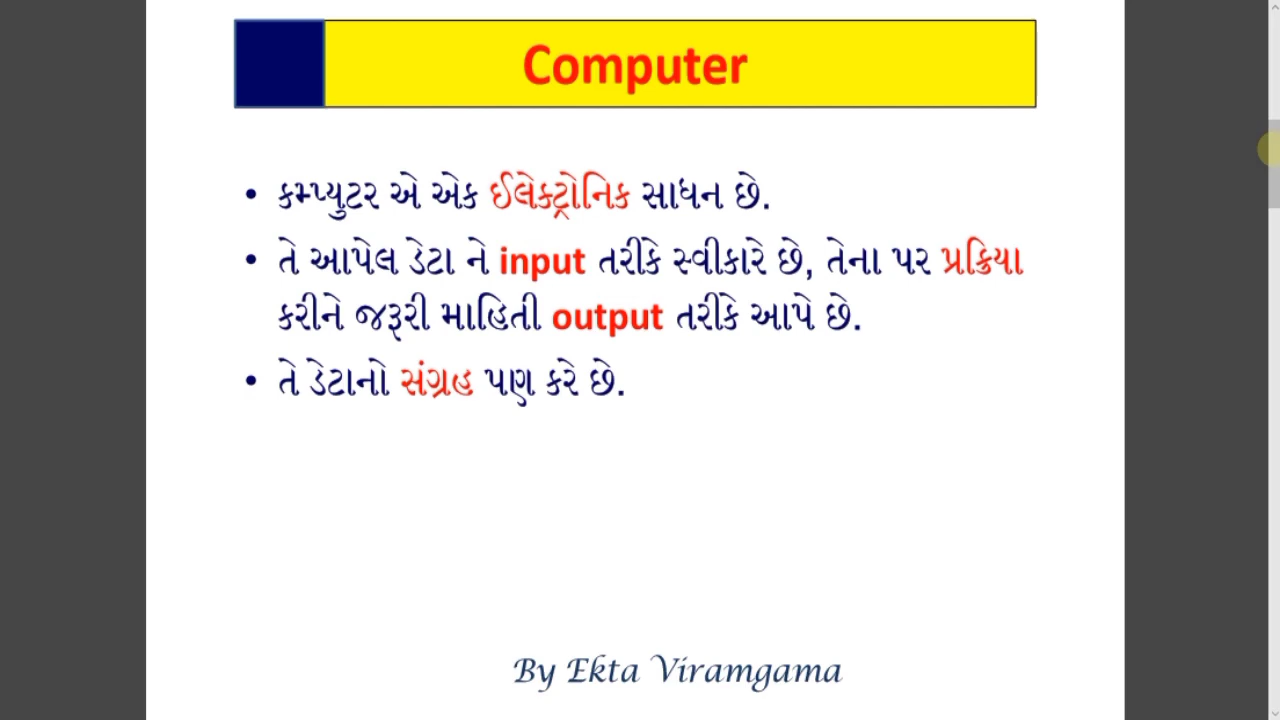 Computer
• કમ્પ્યુટર એ એક ઈલેક્ટ્રોનિક સાધન છે.
• તે આપેલ ડેટા ને input તરીકે સ્વીકારે છે, તેના પર પ્રક્રિયા
કરીને જરૂરી માહિતી output તરીકે આપે છે.
• તે ડેટાનો સંગ્રહ પણ કરે છે.
By Ekta Viramgama